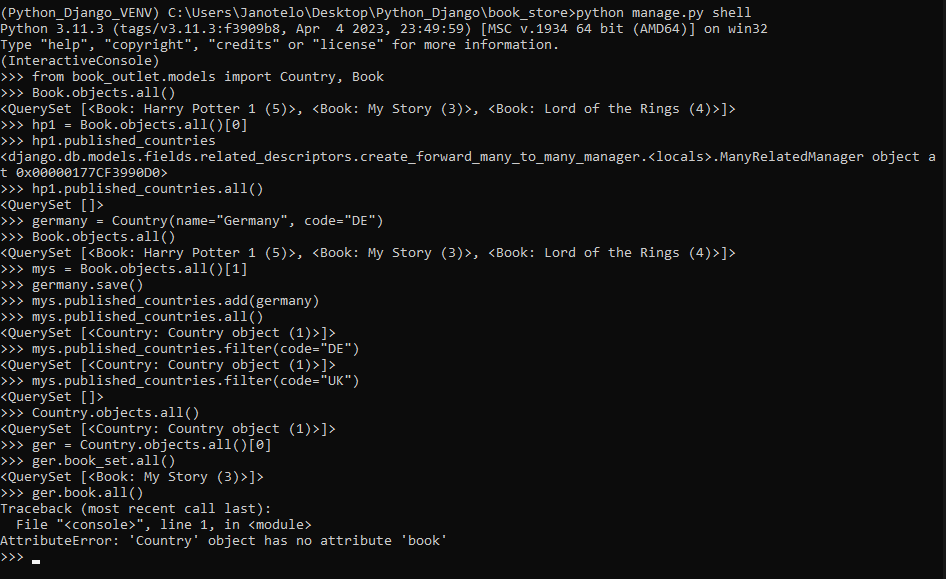 (Python_Django_VENV) C:\Users\Janotelo\Desktop\Python_Django\book_store>python manage.py shell
Python 3.11.3 (tags/v3.11.3:f3909b8, Apr  4 2023, 23:49:59) [MSC v.1934 64 bit (AMD64)] on win32
Type "help", "copyright", "credits" or "license" for more information.
(InteractiveConsole)
>>> from book_outlet.models import Country, Book
>>> Book.objects.all()
<QuerySet [<Book: Harry Potter 1 (5)>, <Book: My Story (3)>, <Book: Lord of the Rings (4)>]>
>>> hp1 = Book.objects.all()[0]
>>> hp1.published_countries
<django.db.models.fields.related_descriptors.create_forward_many_to_many_manager.<locals>.ManyRelatedManager object a
t 0x00000177CF3990D0>
>>> hp1.published_countries.all()
<QuerySet []>
>>> germany = Country(name="Germany", code="DE")
>>> Book.objects.all()
<QuerySet [<Book: Harry Potter 1 (5)>, <Book: My Story (3)>, <Book: Lord of the Rings (4)>]>
>>> mys = Book.objects.all()[1]
>>> germany.save()
>>> mys.published_countries.add(germany)
>>> mys.published_countries.all()
<QuerySet [<Country: Country object (1)>]>
>>> mys.published_countries.filter(code="DE")
<QuerySet [<Country: Country object (1)>]>
>>> mys.published_countries.filter(code="UK")
<QuerySet []>
>>> Country.objects.all()
<QuerySet [<Country: Country object (1)>]>
>>> ger = Country.objects.all()[0]
>>> ger.book_set.all()
<QuerySet [<Book: My Story (3)>]>
>>> ger.book.all()
Traceback (most recent call last):
  File "<console>", line 1, in <module>
AttributeError: 'Country' object has no attribute 'book'
>>>